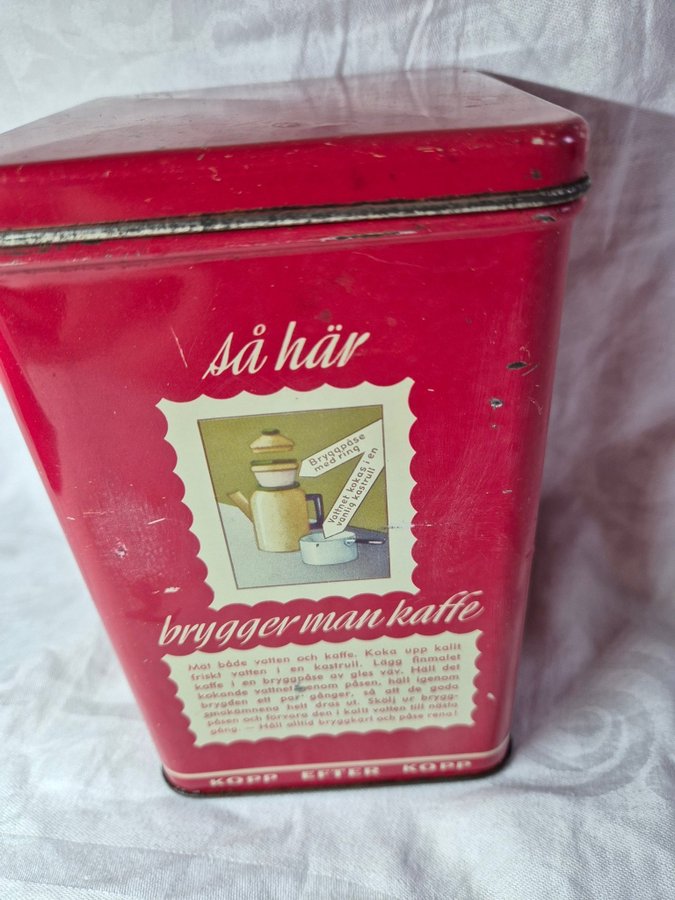 så här
Bryggpåse
med ring
Vattnet kokas i en
vanlig kastrull
brygger man kaffe
Mät både vatten och kaffe. Koka upp kallt
friskt vatten i en kastrull. Lägg finmalet
kaffe i en bryggpåse av gles väv. Häll det
kokande vattnet genom påsen, häll igenom
brygden ett par gånger, så att de goda
smakämnena helt dras ut. Skölj ur brygg-
påsen och förvara den i kallt vatten till nästa
gång. — Håll alltid bryggkärl och påse rena!
KOPP EFTER KOPP